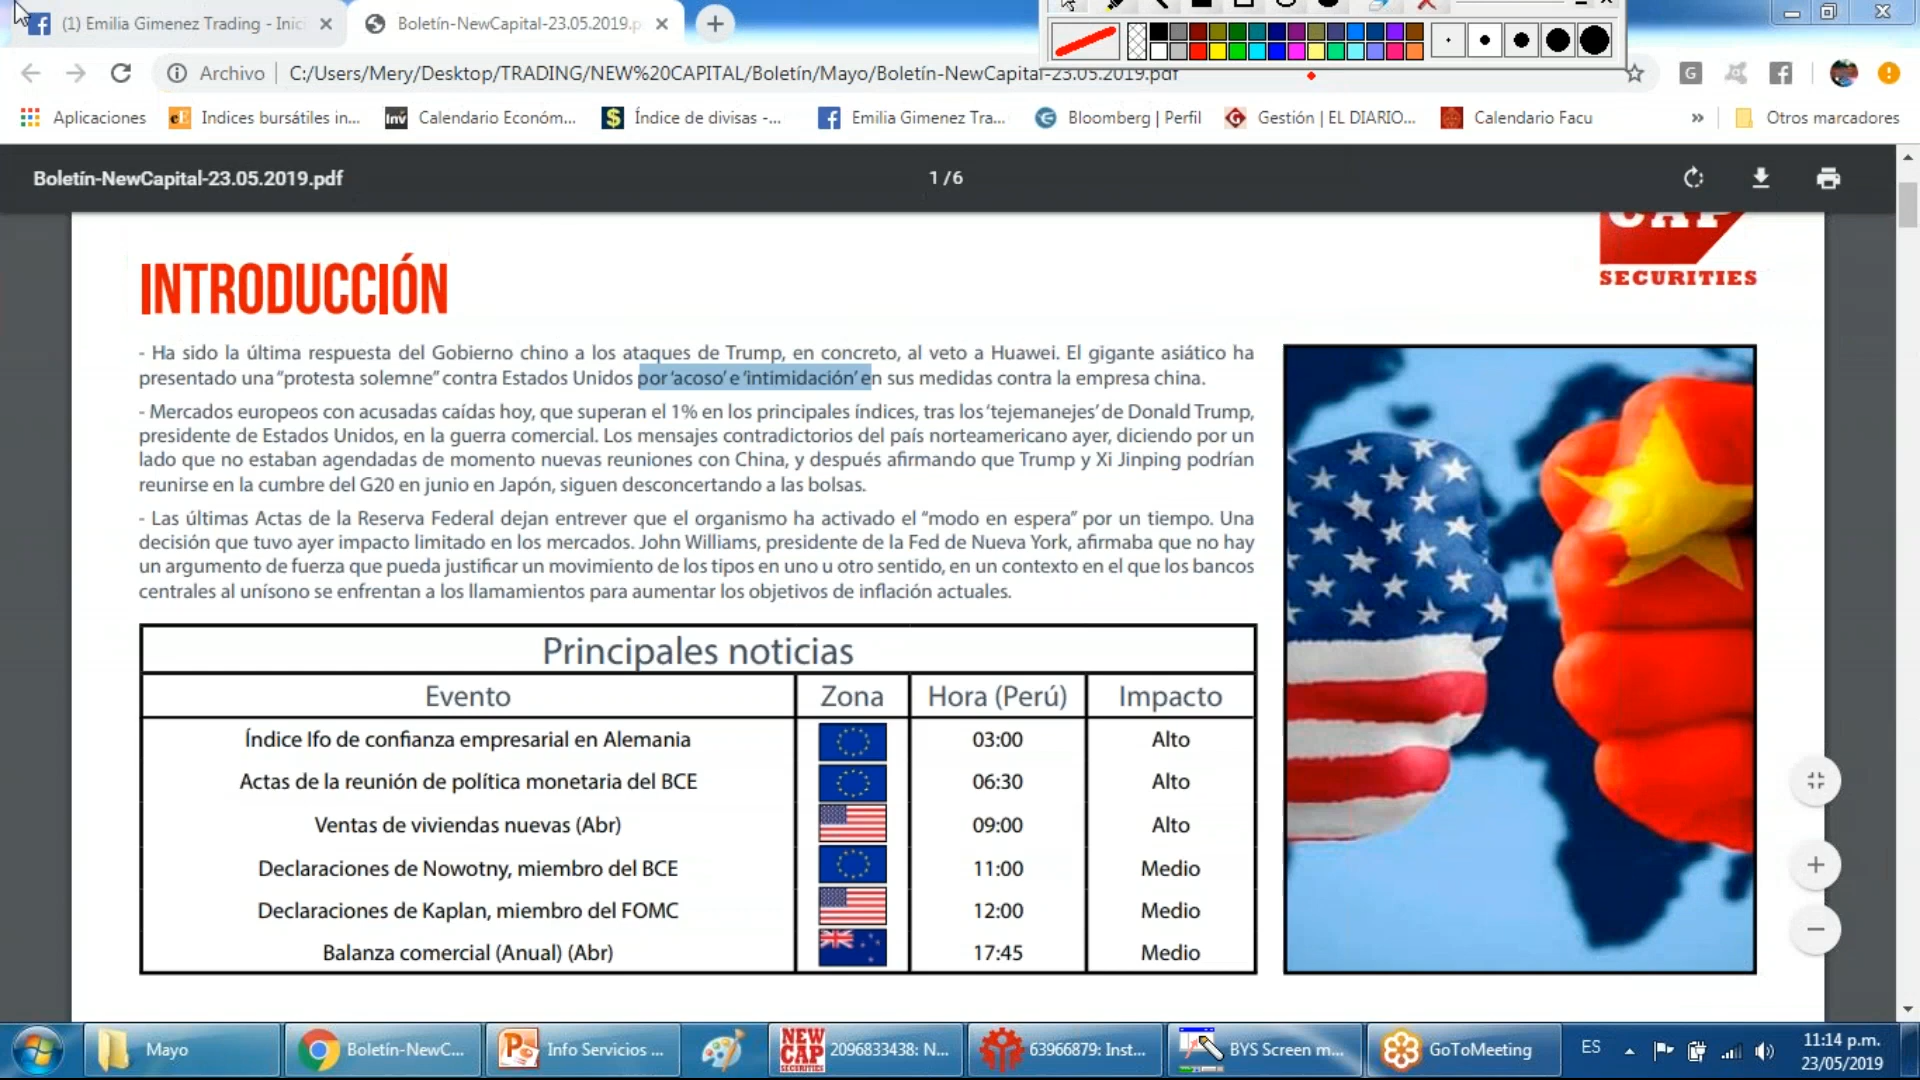 (1) Emilia Gimenez Trading - Inici
Boletín-NewCapital-23.05.2019.p
Archivo
C:/Users/Mery/Desktop/TRADING/NEW%20CAPITAL/Boletín/Mayo/Boletín-NewCapital-23.05.2019.pdf
Aplicaciones
Indices bursátiles in...
Calendario Económ...
Índice de divisas -...
Emilia Gimenez Tra...
Bloomberg | Perfil
Gestión | EL DIARIO...
Calendario Facu
Otros marcadores
Boletín-NewCapital-23.05.2019.pdf
1 / 6
CAP
SECURITIES
INTRODUCCIÓN
- Ha sido la última respuesta del Gobierno chino a los ataques de Trump, en concreto, al veto a Huawei. El gigante asiático ha
presentado una “protesta solemne” contra Estados Unidos por ‘acoso’ e ‘intimidación’ en sus medidas contra la empresa china.
- Mercados europeos con acusadas caídas hoy, que superan el 1% en los principales índices, tras los ‘tejemanejes’ de Donald Trump,
presidente de Estados Unidos, en la guerra comercial. Los mensajes contradictorios del país norteamericano ayer, diciendo por un
lado que no estaban agendadas de momento nuevas reuniones con China, y después afirmando que Trump y Xi Jinping podrían
reunirse en la cumbre del G20 en junio en Japón, siguen desconcertando a las bolsas.
- Las últimas Actas de la Reserva Federal dejan entrever que el organismo ha activado el “modo en espera” por un tiempo. Una
decisión que tuvo ayer impacto limitado en los mercados. John Williams, presidente de la Fed de Nueva York, afirmaba que no hay
un argumento de fuerza que pueda justificar un movimiento de los tipos en uno u otro sentido, en un contexto en el que los bancos
centrales al unísono se enfrentan a los llamamientos para aumentar los objetivos de inflación actuales.
Principales noticias
Evento Zona Hora (Perú) Impacto
Índice Ifo de confianza empresarial en Alemania 03:00 Alto
Actas de la reunión de política monetaria del BCE 06:30 Alto
Ventas de viviendas nuevas (Abr) 09:00 Alto
Declaraciones de Nowotny, miembro del BCE 11:00 Medio
Declaraciones de Kaplan, miembro del FOMC 12:00 Medio
Balanza comercial (Anual) (Abr) 17:45 Medio
Mayo
Boletín-NewC...
Info Servicios ...
NEW CAP SECURITIES
2096833438: N...
63966879: Inst...
BYS Screen m...
GoToMeeting
ES
11:14 p.m.
23/05/2019